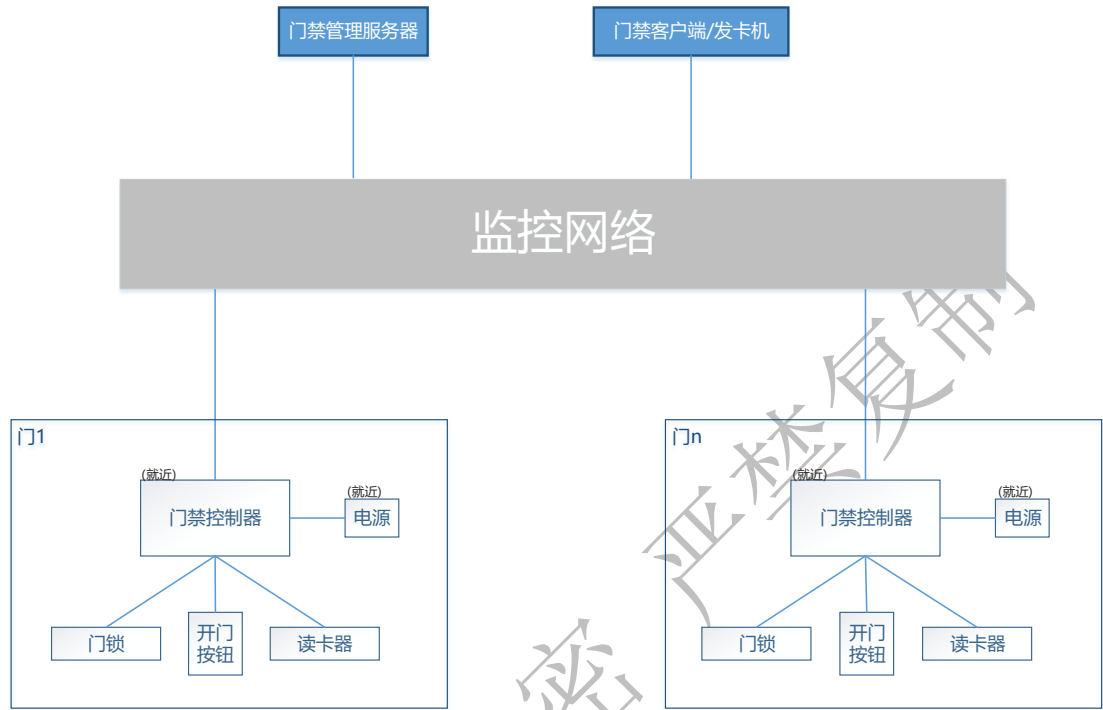 门禁管理服务器
门禁客户端/发卡机
监控网络
门1
(就近)
门禁控制器
(就近)
电源
门锁
开门
按钮
读卡器
门n
(就近)
门禁控制器
(就近)
电源
门锁
开门
按钮
读卡器
密 严禁复制